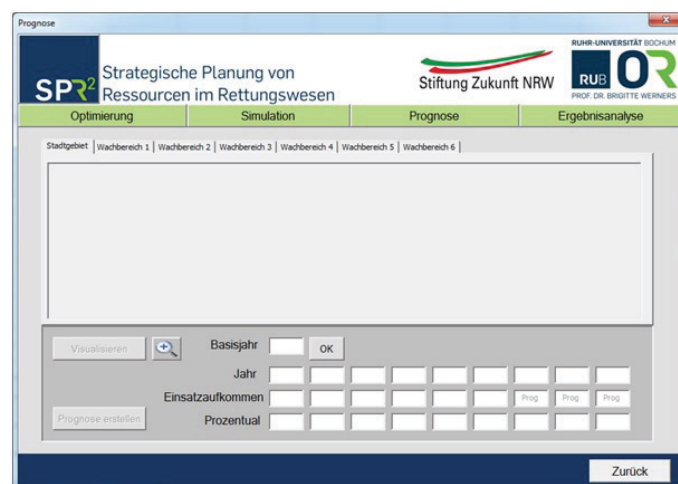 Prognose
SPR²
Strategische Planung von
Ressourcen im Rettungswesen
Stiftung Zukunft NRW
RUHR-UNIVERSITÄT BOCHUM
RUB
OR
PROF. DR. BRIGITTE WERNERS
Optimierung Simulation Prognose Ergebnisanalyse
Stadtgebiet Wachbereich 1 Wachbereich 2 Wachbereich 3 Wachbereich 4 Wachbereich 5 Wachbereich 6
Visualisieren Basisjahr OK
Jahr
Einsatzaufkommen Prog Prog Prog
Prognose erstellen Prozentual
Zurück